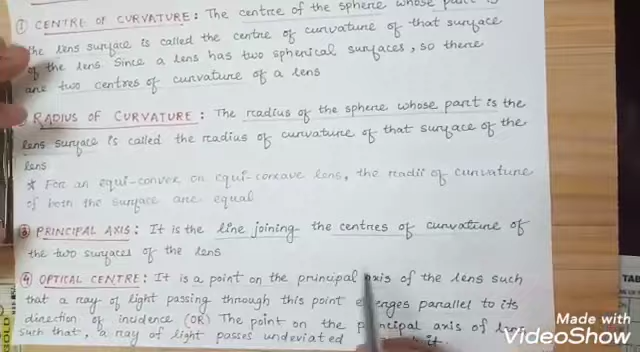 ① CENTRE OF CURVATURE : The centre of the sphere whose part is
the lens surface is called the centre of curvature of that surface
of the lens. Since a lens has two spherical surfaces, so there
are two centres of curvature of a lens
RADIUS OF CURVATURE : The radius of the sphere whose part is the
lens surface is called the radius of curvature of that surface of the
lens
* For an equi-convex or equi-concave lens, the radii of curvature
of both the surface are equal
③ PRINCIPAL AXIS : It is the line joining the centres of curvature of
the two surfaces of the lens
④ OPTICAL CENTRE : It is a point on the principal axis of the lens such
that a ray of light passing through this point emerges parallel to its
direction of incidence (OR) The point on the principal axis of
such that, a ray of light passes undeviated
GOLD
TAB
Made with
VideoShow